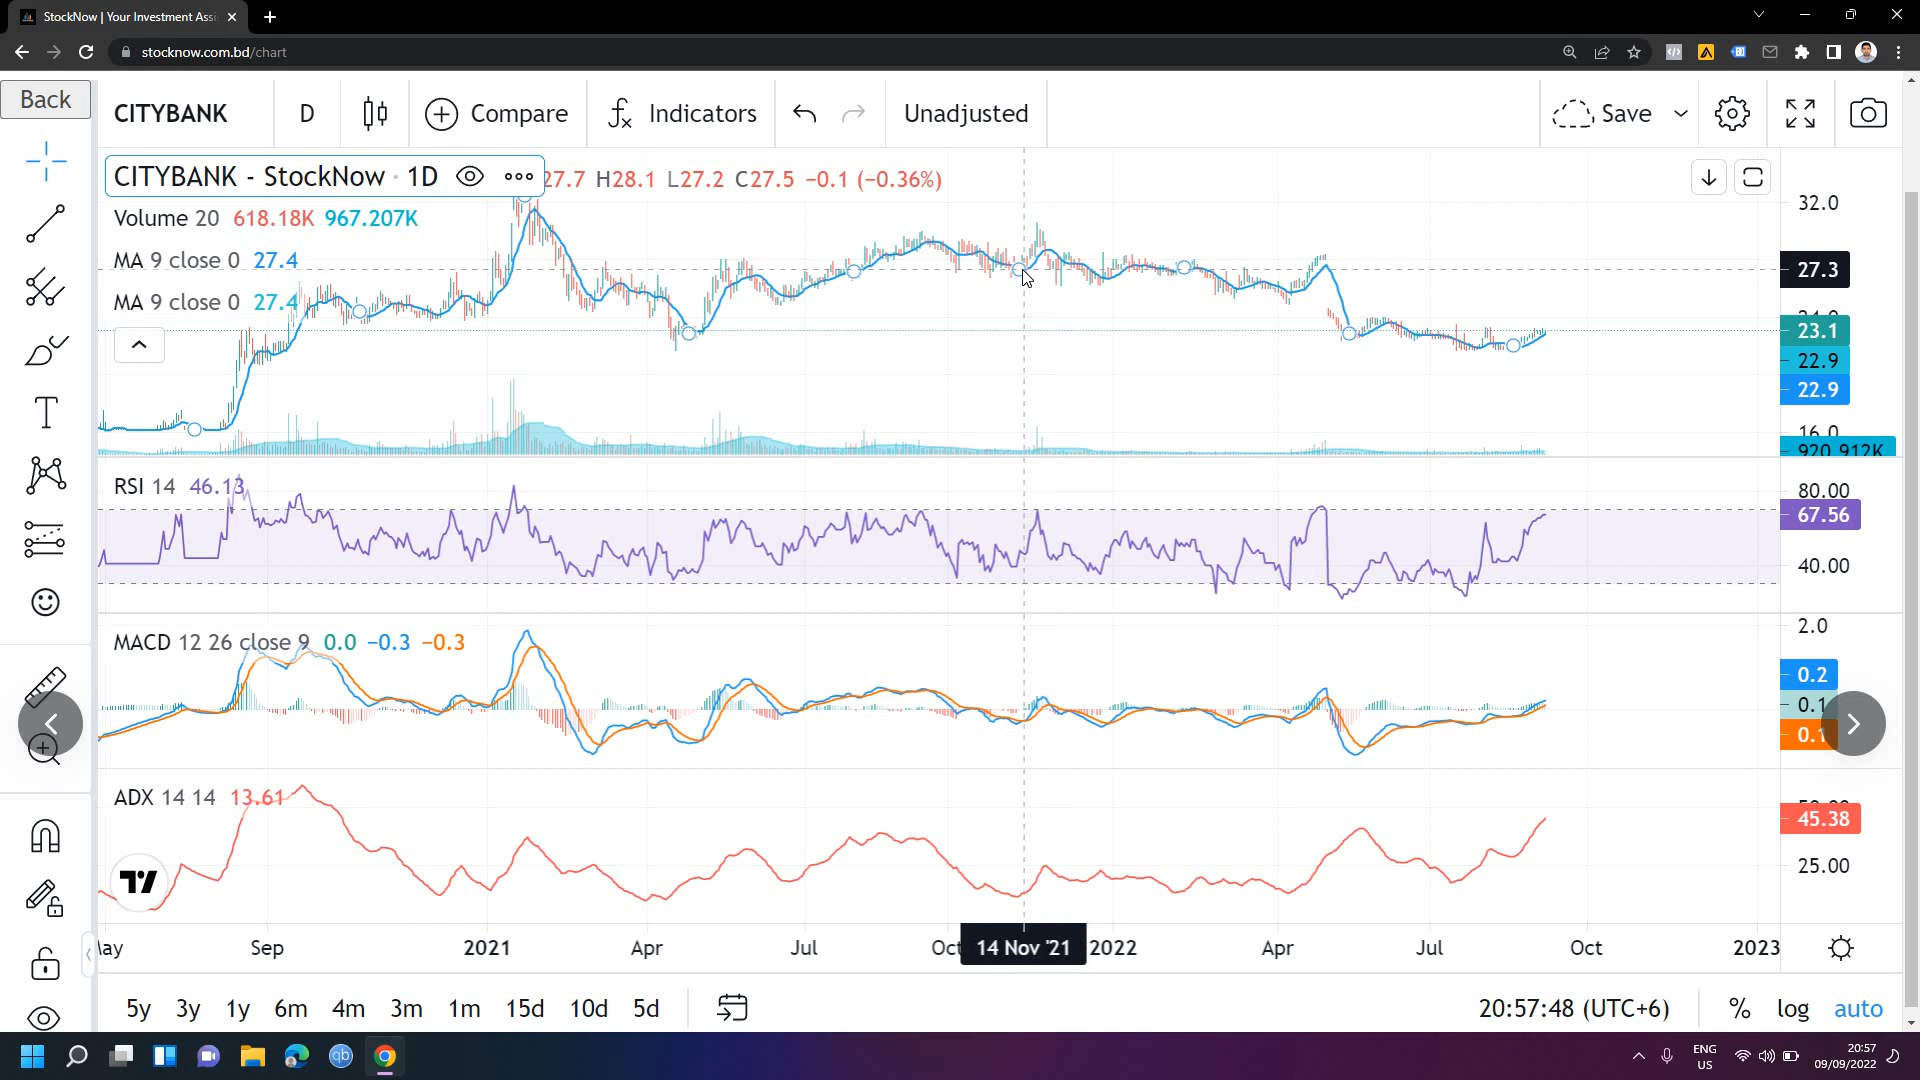 StockNow | Your Investment Assi
stocknow.com.bd/chart
Back
CITYBANK
D
Compare
Indicators
Unadjusted
Save
CITYBANK - StockNow · 1D
27.7 H28.1 L27.2 C27.5 −0.1 (−0.36%)
Volume 20 618.18K 967.207K
MA 9 close 0 27.4
MA 9 close 0 27.4
32.0
27.3
24.0
23.1
22.9
22.9
16.0
920.912K
RSI 14 46.13
80.00
67.56
40.00
MACD 12 26 close 9 0.0 −0.3 −0.3
2.0
0.2
0.1
0.1
ADX 14 14 13.61
50.00
45.38
25.00
May Sep 2021 Apr Jul Oct 14 Nov '21 2022 Apr Jul Oct 2023
5y 3y 1y 6m 4m 3m 1m 15d 10d 5d
20:57:48 (UTC+6) % log auto
qb
ENG
US
20:57
09/09/2022